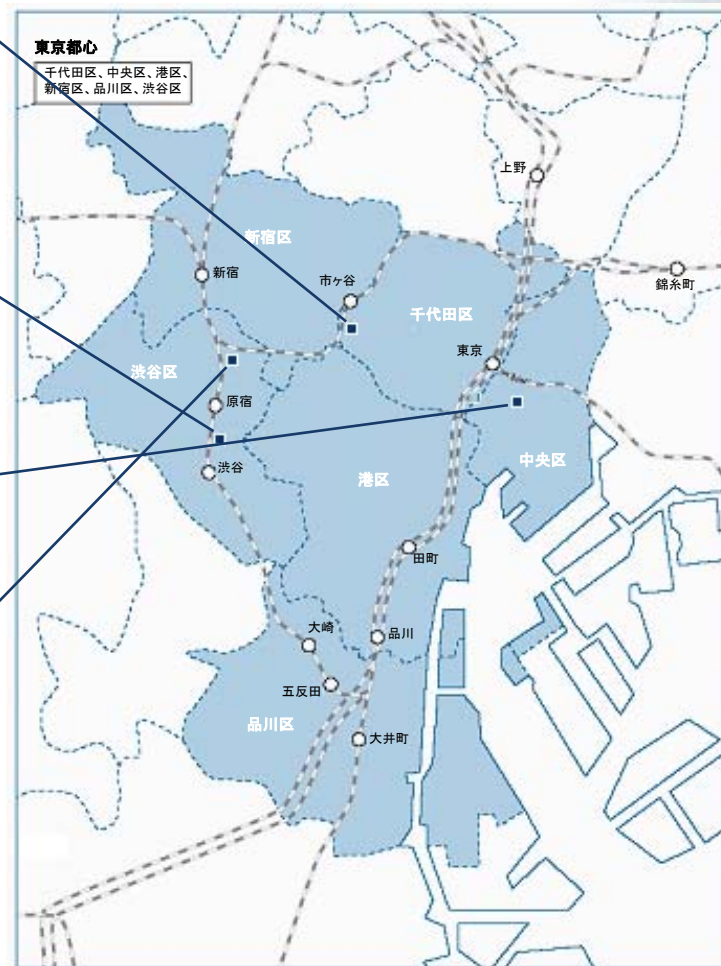 東京都心
千代田区、中央区、港区、
新宿区、品川区、渋谷区
上野
新宿区
新宿
市ヶ谷
錦糸町
千代田区
東京
渋谷区
原宿
中央区
渋谷
港区
田町
大崎
品川
五反田
品川区
大井町